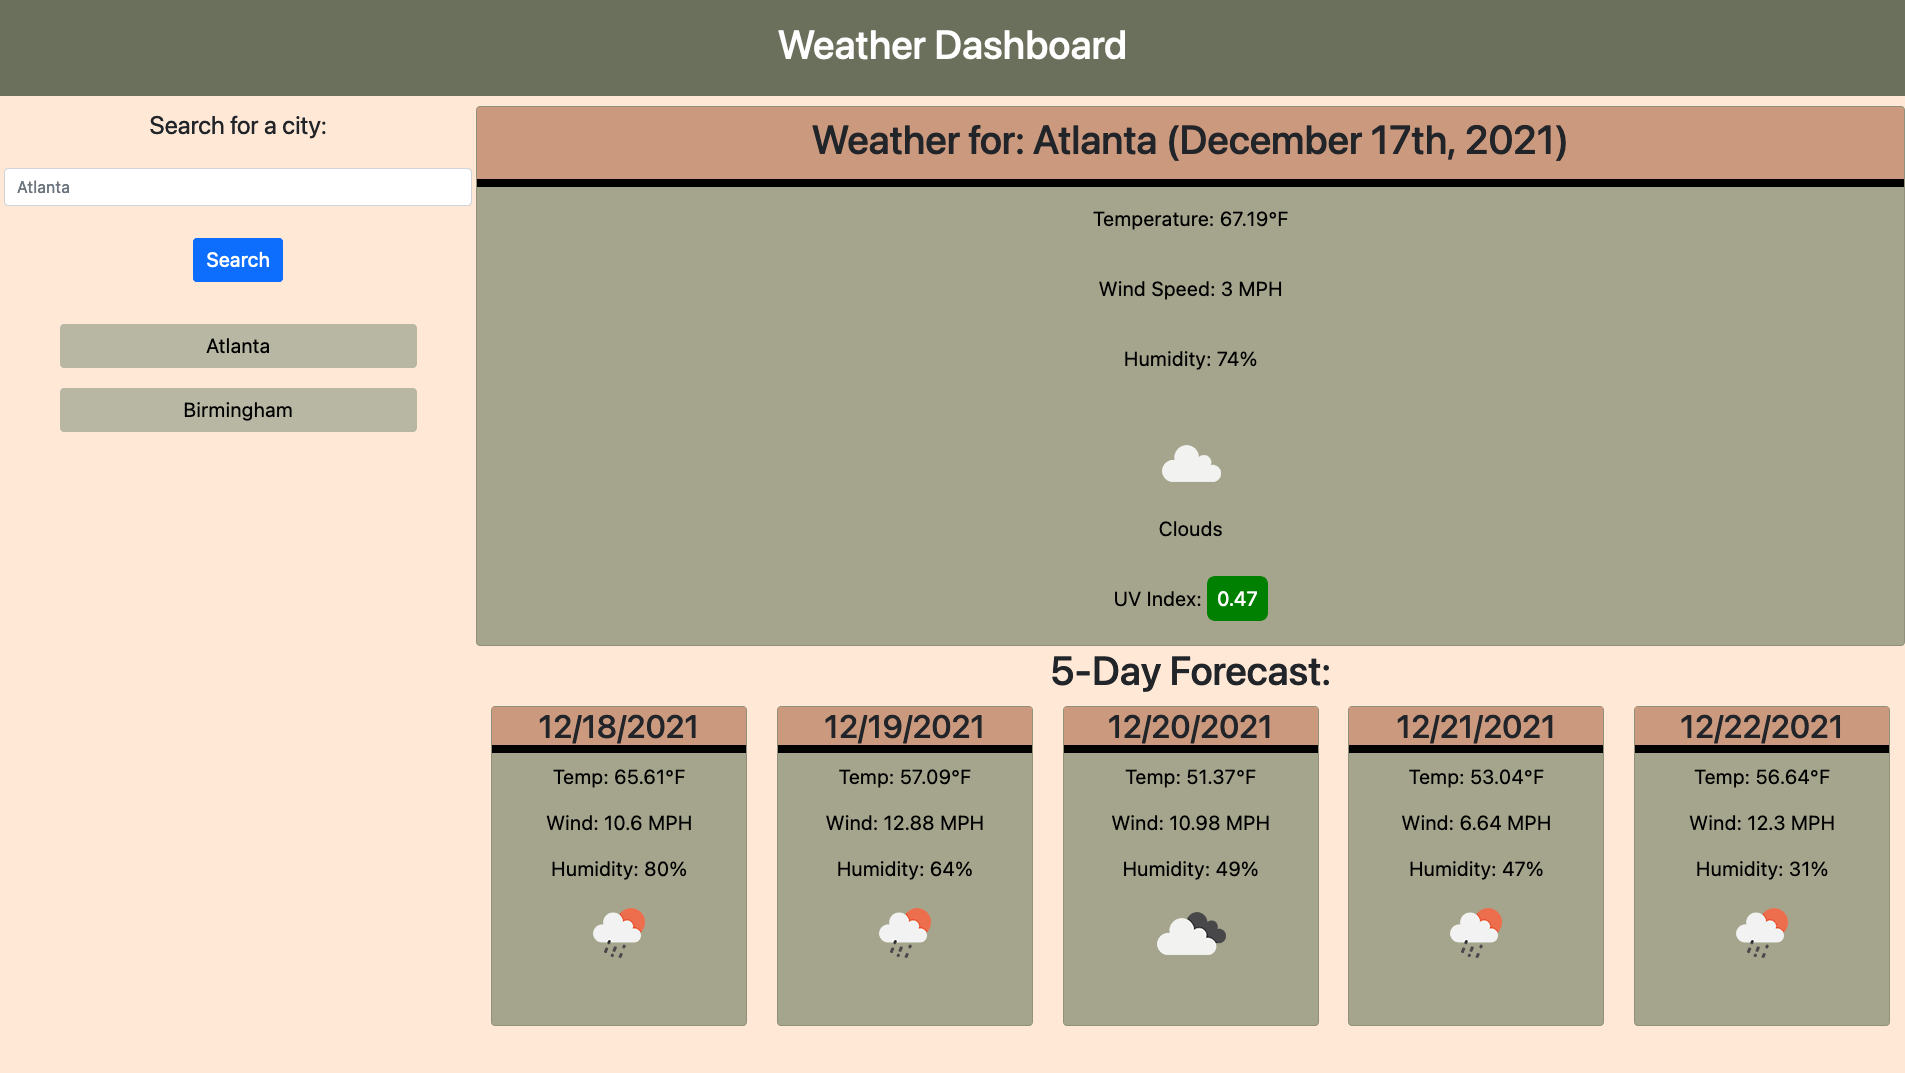 Weather Dashboard
Search for a city:
Atlanta
Search
Atlanta
Birmingham
Weather for: Atlanta (December 17th, 2021)
Temperature: 67.19°F
Wind Speed: 3 MPH
Humidity: 74%
Clouds
UV Index: 0.47
5-Day Forecast:
12/18/2021
Temp: 65.61°F
Wind: 10.6 MPH
Humidity: 80%
12/19/2021
Temp: 57.09°F
Wind: 12.88 MPH
Humidity: 64%
12/20/2021
Temp: 51.37°F
Wind: 10.98 MPH
Humidity: 49%
12/21/2021
Temp: 53.04°F
Wind: 6.64 MPH
Humidity: 47%
12/22/2021
Temp: 56.64°F
Wind: 12.3 MPH
Humidity: 31%